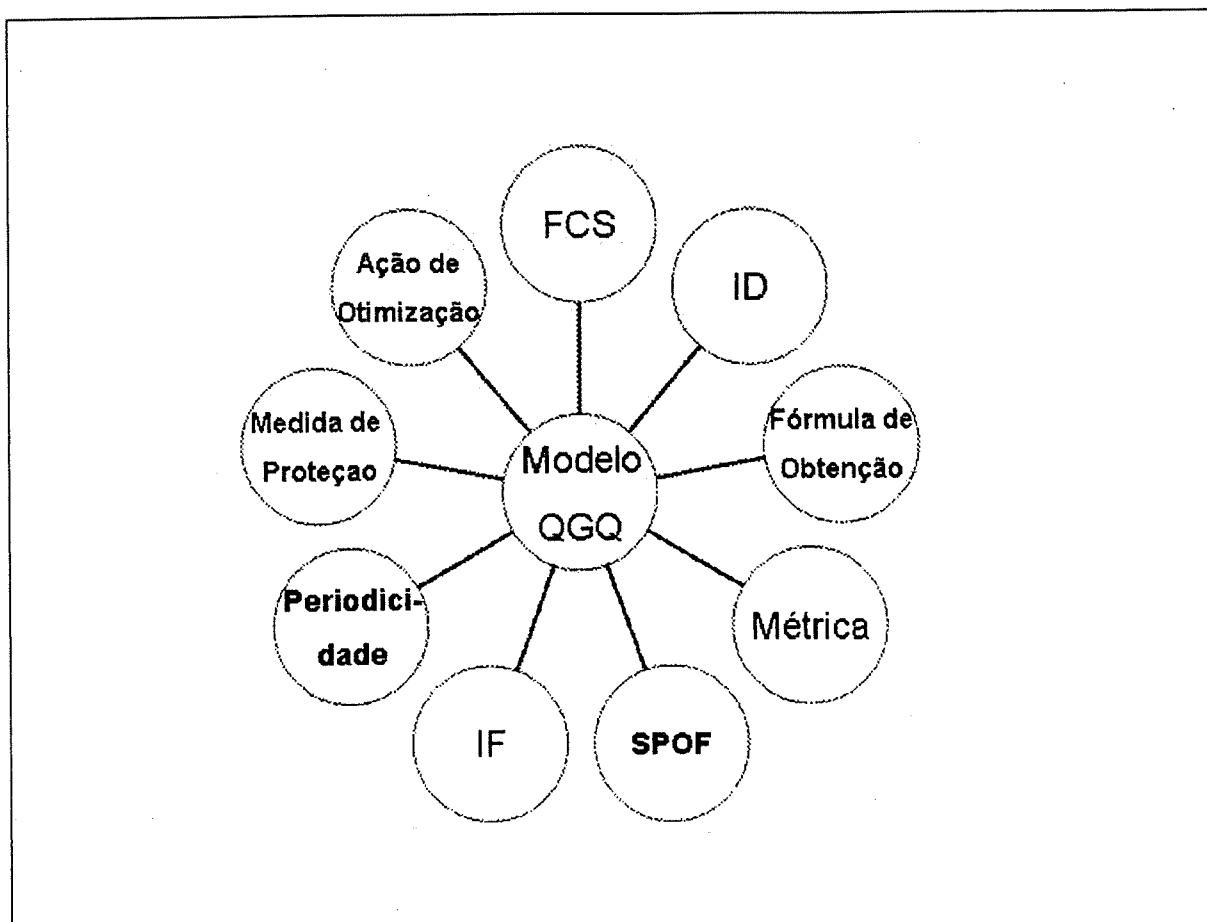 FCS
ID
Fórmula de
Obtenção
Métrica
SPOF
IF
Periodici-
dade
Medida de
Proteçao
Ação de
Otimização
Modelo
QGQ